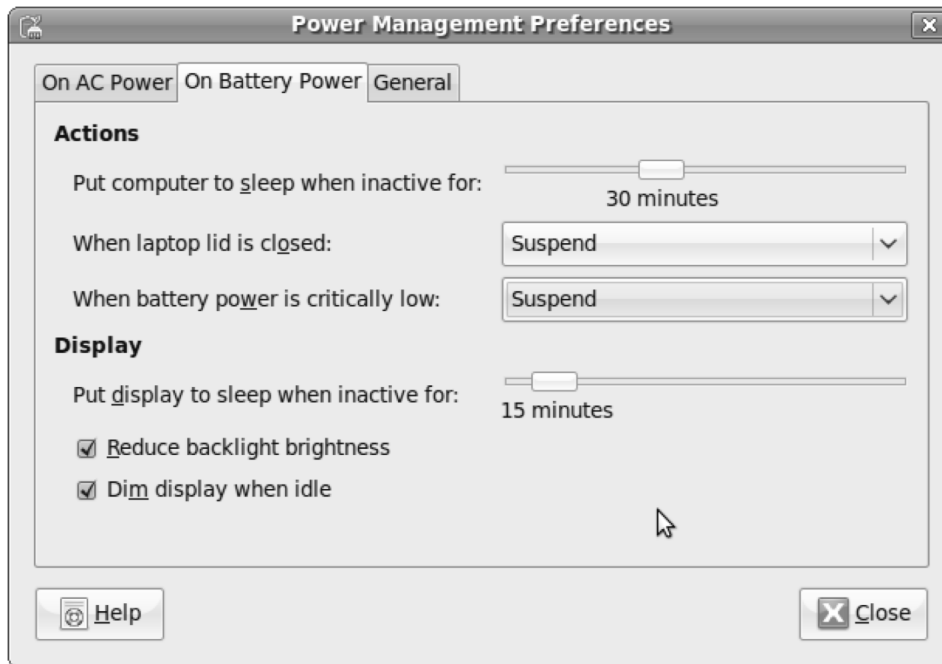 Power Management Preferences
On AC Power On Battery Power General
Actions
Put computer to sleep when inactive for:
30 minutes
When laptop lid is closed: Suspend
When battery power is critically low: Suspend
Display
Put display to sleep when inactive for:
15 minutes
Reduce backlight brightness
Dim display when idle
Help Close